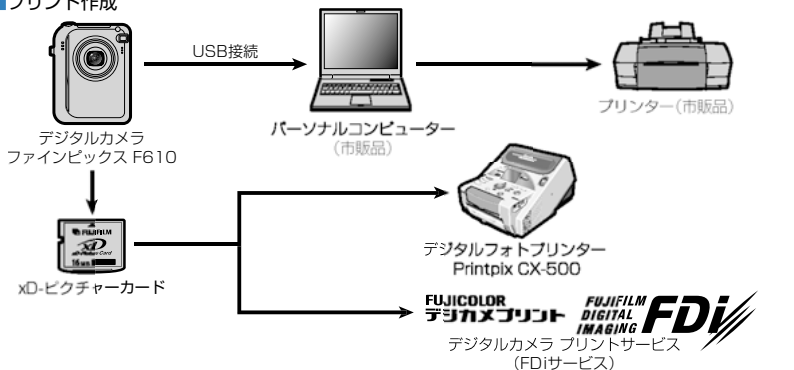 プリント作成
USB接続
デジタルカメラ
ファインピックス F610
パーソナルコンピューター
(市販品)
プリンター(市販品)
FUJIFILM
xD
xD-Picture Card
16MB
xD-ピクチャーカード
デジタルフォトプリンター
Printpix CX-500
FUJICOLOR
デジカメプリント
FUJIFILM
DIGITAL
IMAGING
FDi
デジタルカメラ プリントサービス
(FDiサービス)